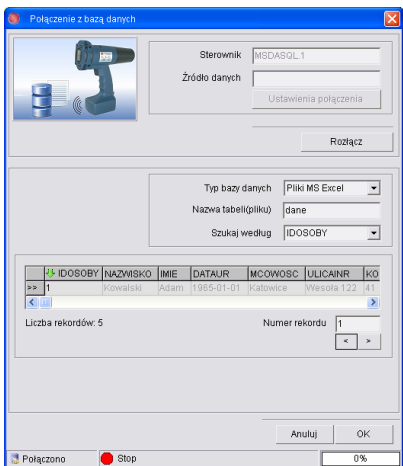 Połączenie z bazą danych
Sterownik MSDASQL.1
Źródło danych
Ustawienia połączenia
Rozłącz
Typ bazy danych Pliki MS Excel
Nazwa tabeli(pliku) dane
Szukaj według IDOSOBY
IDOSOBY NAZWISKO IMIE DATAUR MCOWOSC ULICAINR KO
>> 1 Kowalski Adam 1965-01-01 Katowice Wesoła 122 41
Liczba rekordów: 5 Numer rekordu 1
< >
Anuluj OK
Połączono Stop 0%